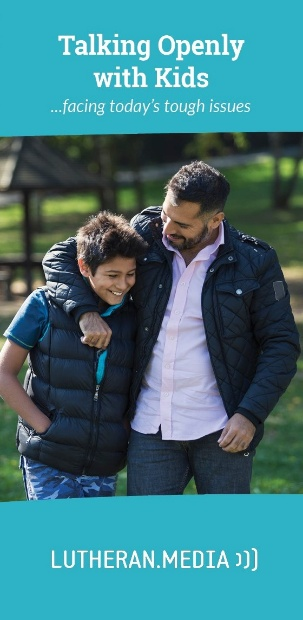 Talking Openly
with Kids
...facing today's tough issues
LUTHERAN.MEDIA